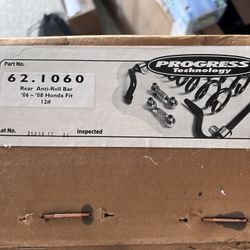 Part No.
62.1060
Rear Anti-Roll Bar
'06 - '08 Honda Fit
12#
PROGRESS
Technology
Lot No.
Inspected